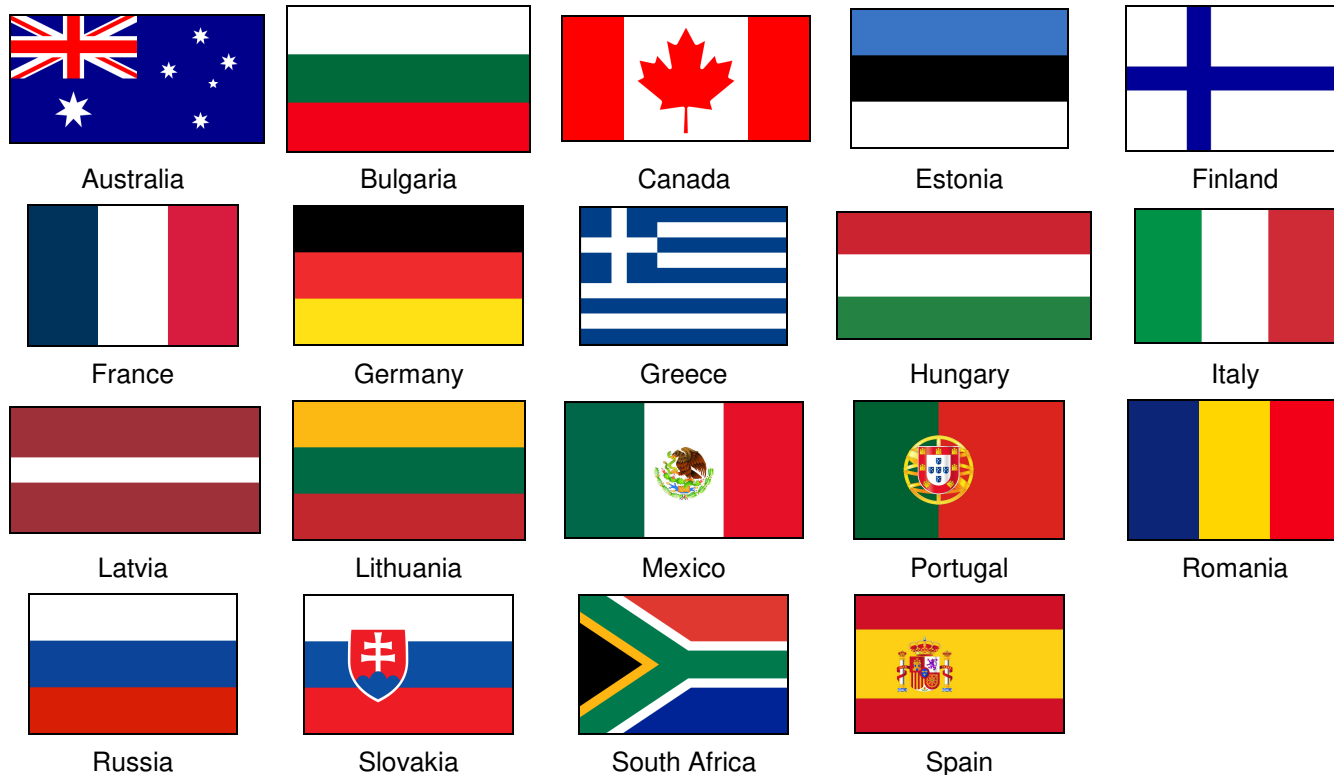 Australia Bulgaria Canada Estonia Finland
France Germany Greece Hungary Italy
Latvia Lithuania Mexico Portugal Romania
Russia Slovakia South Africa Spain